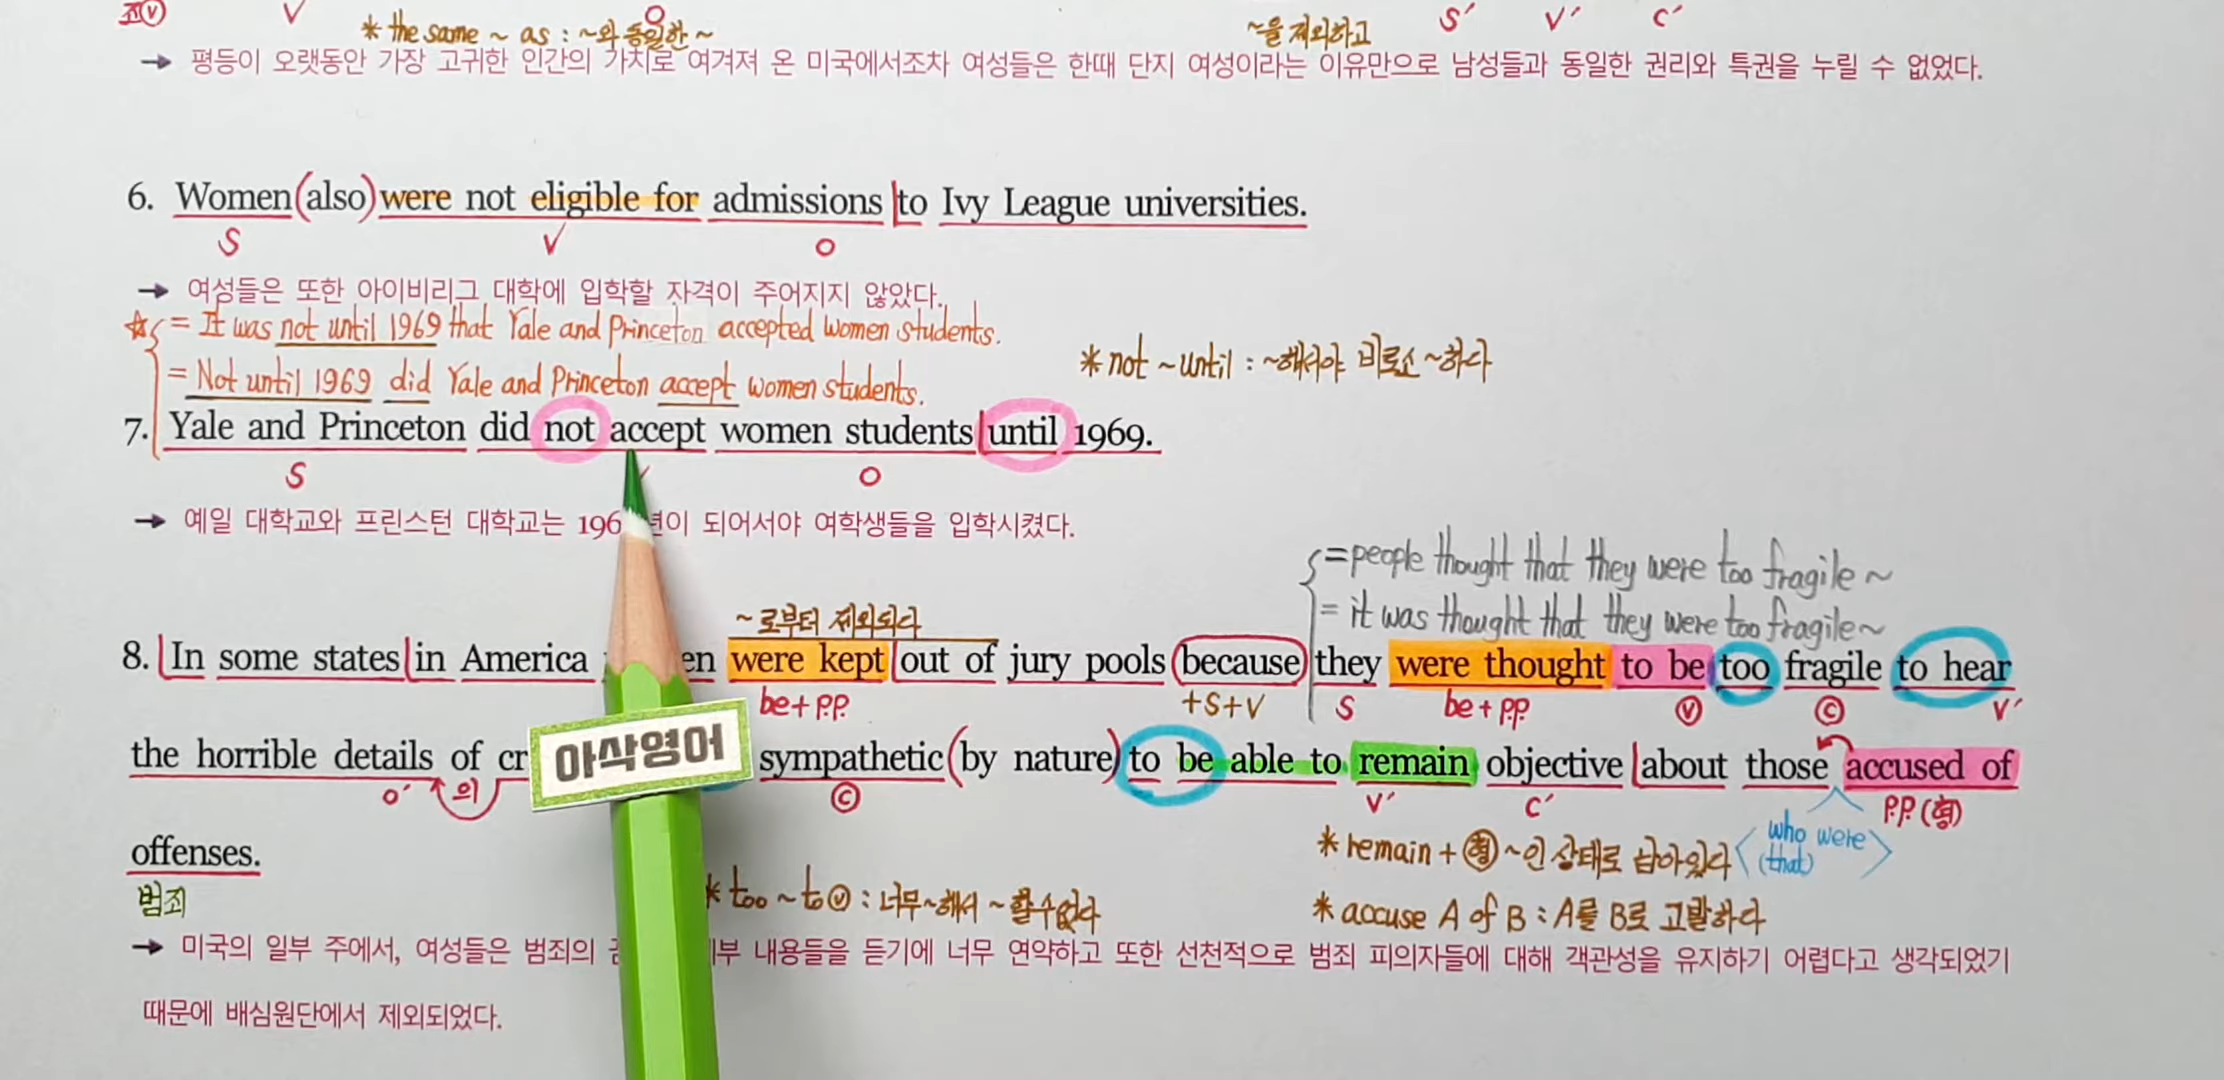 죄ⓥ V * the same ~ as : ~와 동일한 ~ O ~을 제외하고 S' V' C'
→ 평등이 오랫동안 가장 고귀한 인간의 가치로 여겨져 온 미국에서조차 여성들은 한때 단지 여성이라는 이유만으로 남성들과 동일한 권리와 특권을 누릴 수 없었다.
6. Women (also) were not eligible for admissions to Ivy League universities.
S V O
→ 여성들은 또한 아이비리그 대학에 입학할 자격이 주어지지 않았다.
☆ = It was not until 1969 that Yale and Princeton accepted women students.
* not ~ until : ~해서야 비로소 ~하다
= Not until 1969 did Yale and Princeton accept women students.
7. Yale and Princeton did not accept women students until 1969.
S O
→ 예일 대학교와 프린스턴 대학교는 196 년이 되어서야 여학생들을 입학시켰다.
= people thought that they were too fragile ~
= it was thought that they were too fragile ~
~로부터 제외되다
8. In some states in America en were kept out of jury pools because they were thought to be too fragile to hear
be + P.P. +S+V S be + P.P. ⓥ ⓒ V'
the horrible details of cr sympathetic (by nature) to be able to remain objective about those accused of
O' 의 ⓒ V' C' P.P. (형)
아삭영어
who were
(that)
offenses.
범죄
* remain + 형 ~인 상태로 남아있다
* too ~ to ⓥ : 너무 ~해서 ~할 수 없다
* accuse A of B : A를 B로 고발하다
→ 미국의 일부 주에서, 여성들은 범죄의 부 내용들을 듣기에 너무 연약하고 또한 선천적으로 범죄 피의자들에 대해 객관성을 유지하기 어렵다고 생각되었기
때문에 배심원단에서 제외되었다.